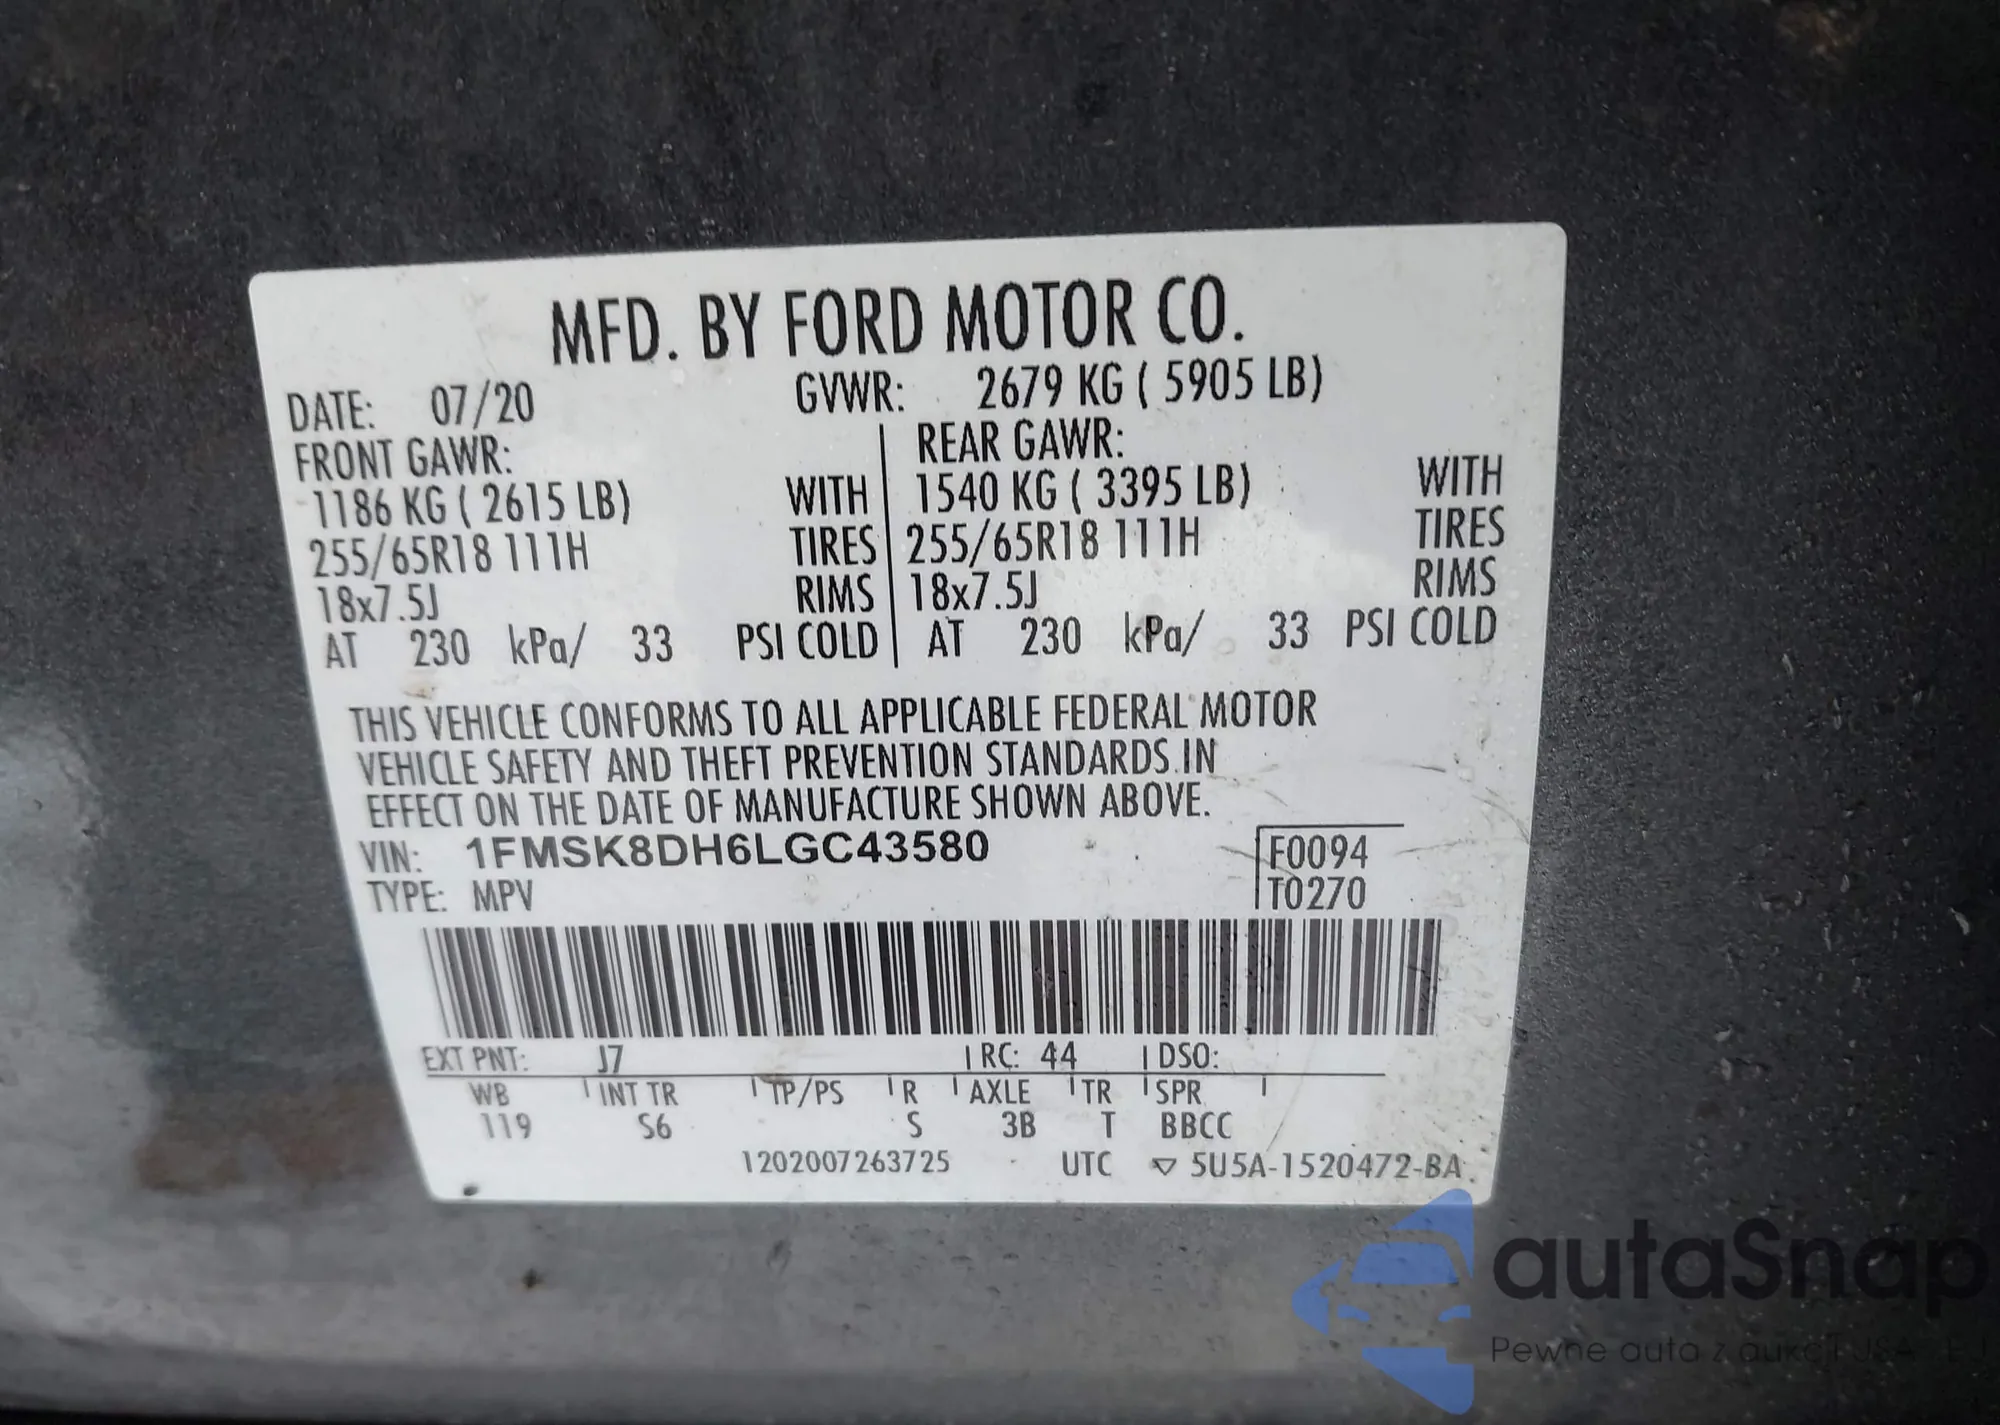 MFD. BY FORD MOTOR CO.
DATE: 07/20 GVWR: 2679 KG ( 5905 LB)
FRONT GAWR: REAR GAWR:
1186 KG ( 2615 LB) WITH 1540 KG ( 3395 LB) WITH
255/65R18 111H TIRES 255/65R18 111H TIRES
18x7.5J RIMS 18x7.5J RIMS
AT 230 kPa/ 33 PSI COLD AT 230 kPa/ 33 PSI COLD
THIS VEHICLE CONFORMS TO ALL APPLICABLE FEDERAL MOTOR
VEHICLE SAFETY AND THEFT PREVENTION STANDARDS IN
EFFECT ON THE DATE OF MANUFACTURE SHOWN ABOVE.
VIN: 1FMSK8DH6LGC43580 F0094
TYPE: MPV T0270
EXT PNT: J7 RC: 44 DSO:
WB INT TR TP/PS R AXLE TR SPR
119 S6 S 3B T BBCC
1202007263725 UTC ▽ 5U5A-1520472-BA
autaSnap
Pewne auta z aukcji USA